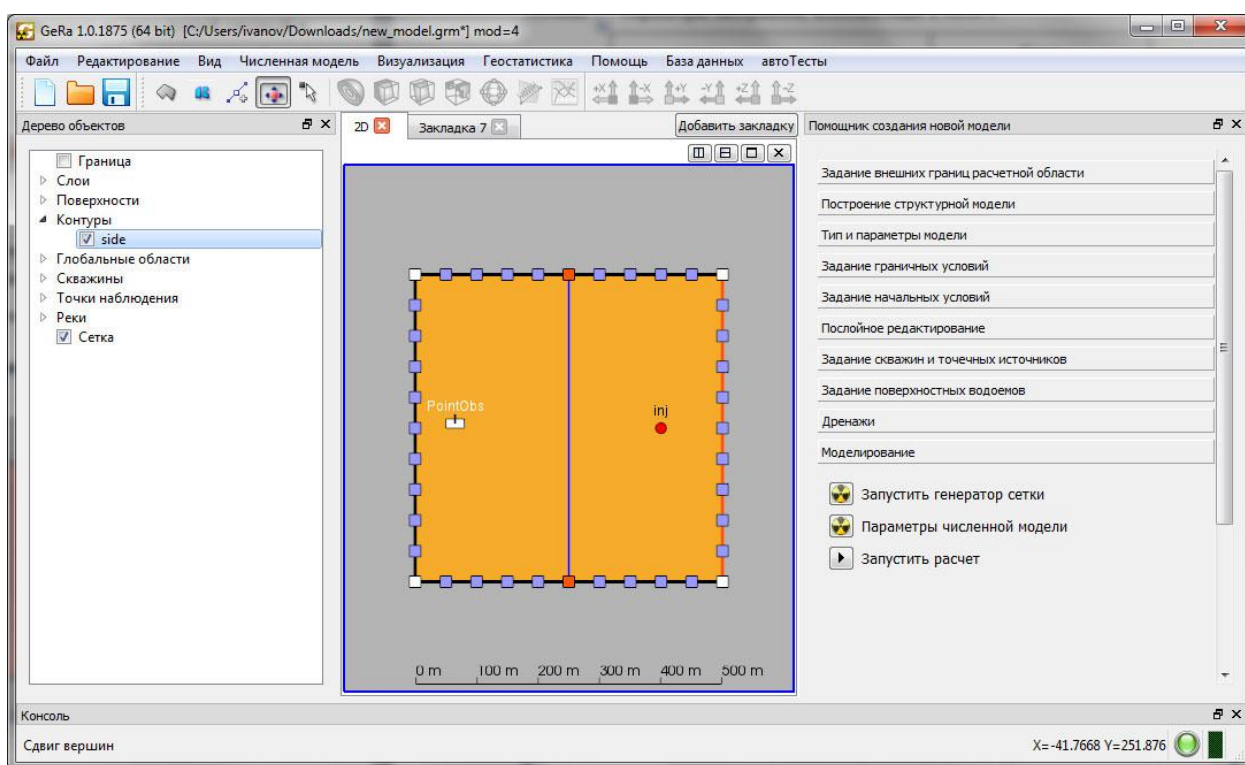 GeRa 1.0.1875 (64 bit) [C:/Users/ivanov/Downloads/new_model.grm*] mod=4
Файл Редактирование Вид Численная модель Визуализация Геостатистика Помощь База данных автоТесты
+X -X +Y -Y +Z -Z
Дерево объектов
Граница
Слои
Поверхности
Контуры
side
Глобальные области
Скважины
Точки наблюдения
Реки
Сетка
2D Закладка 7 Добавить закладку
PointObs
inj
0 m 100 m 200 m 300 m 400 m 500 m
Помощник создания новой модели
Задание внешних границ расчетной области
Построение структурной модели
Тип и параметры модели
Задание граничных условий
Задание начальных условий
Послойное редактирование
Задание скважин и точечных источников
Задание поверхностных водоемов
Дренажи
Моделирование
Запустить генератор сетки
Параметры численной модели
Запустить расчет
Консоль
Сдвиг вершин
X=-41.7668 Y=251.876